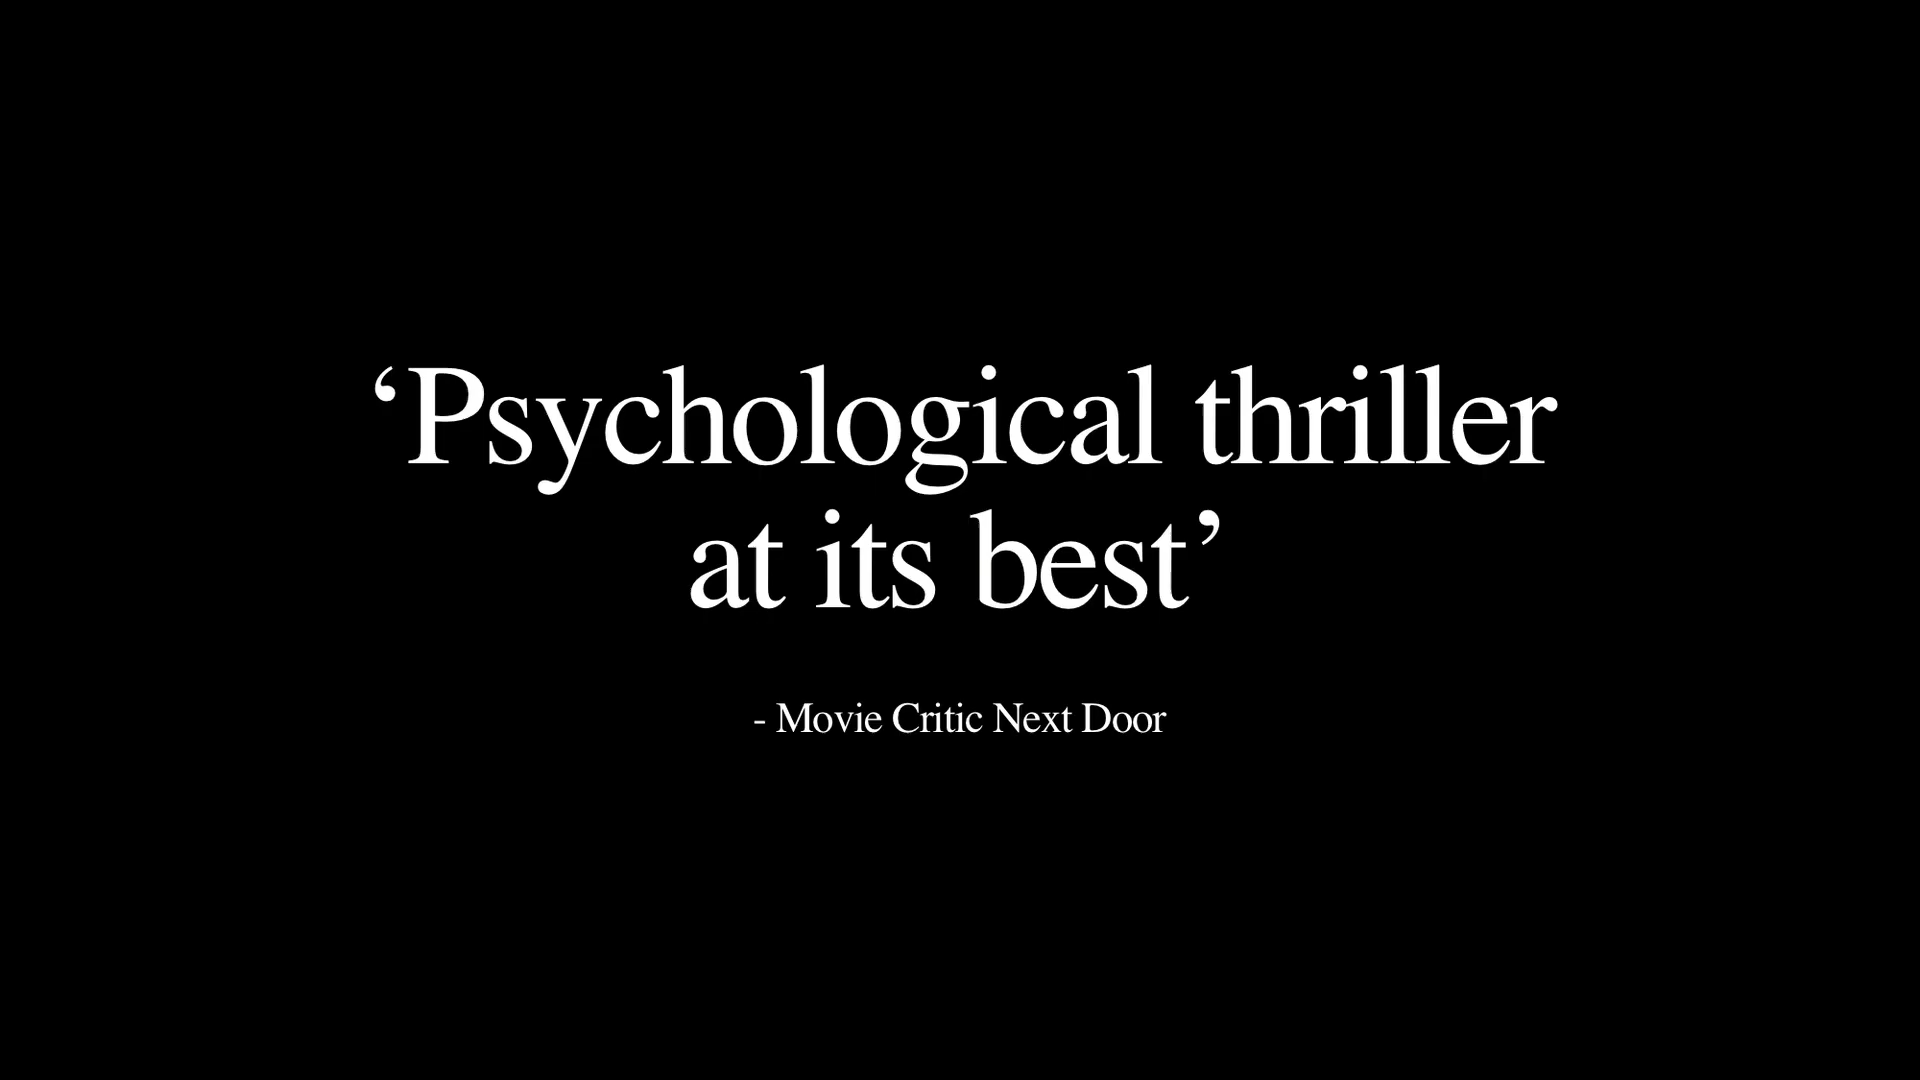 ‘Psychological thriller
at its best’
- Movie Critic Next Door